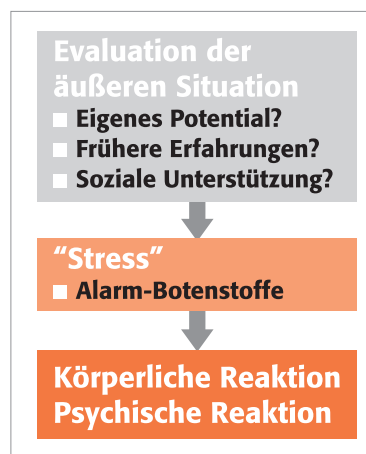 Evaluation der
äußeren Situation
Eigenes Potential?
Frühere Erfahrungen?
Soziale Unterstützung?
“Stress”
Alarm-Botenstoffe
Körperliche Reaktion
Psychische Reaktion